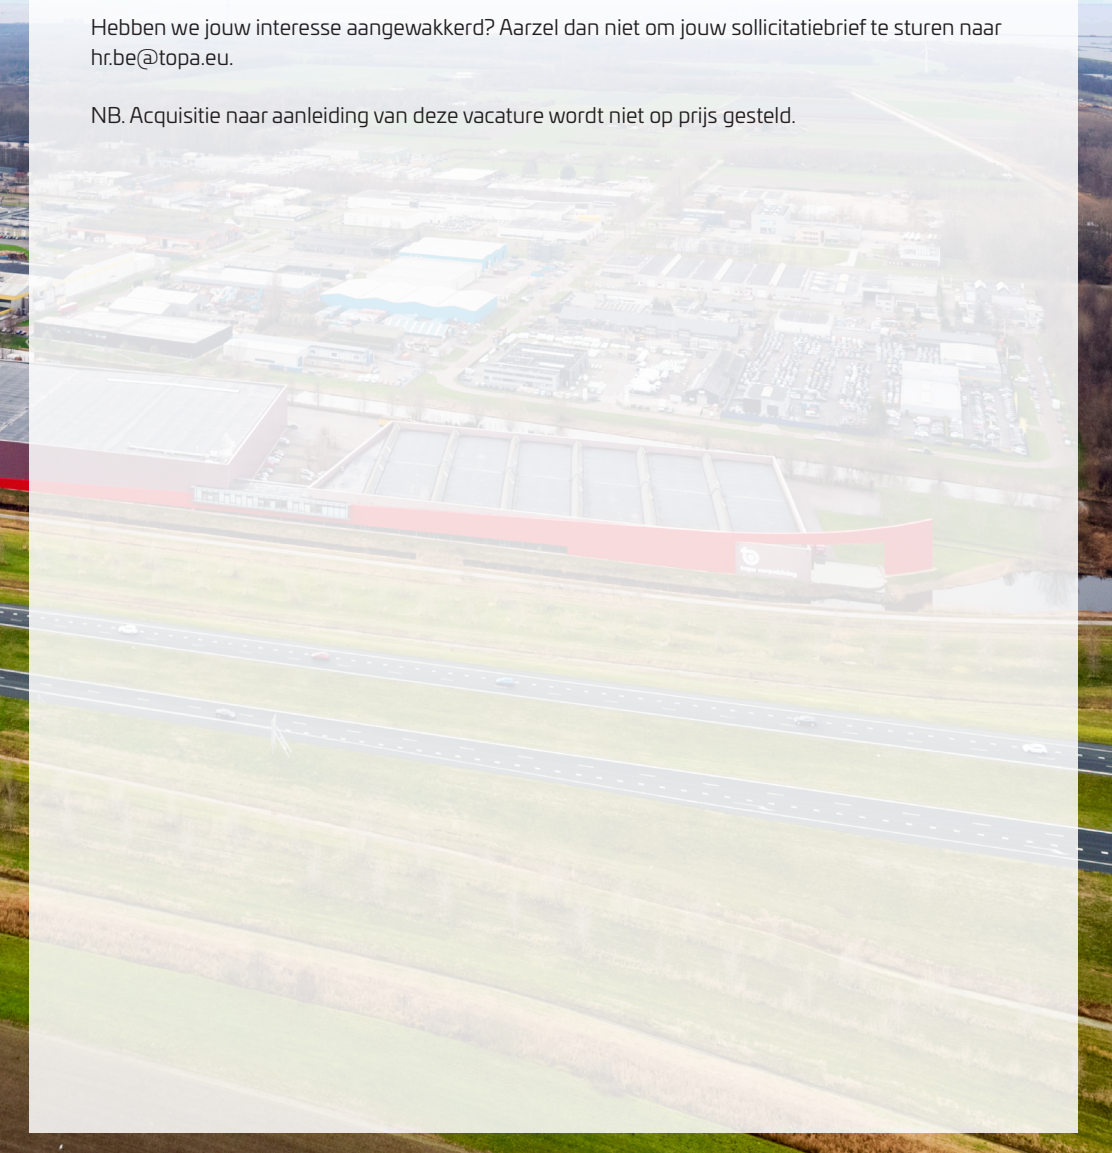 Hebben we jouw interesse aangewakkerd? Aarzel dan niet om jouw sollicitatiebrief te sturen naar
hr.be@topa.eu.
NB. Acquisitie naar aanleiding van deze vacature wordt niet op prijs gesteld.